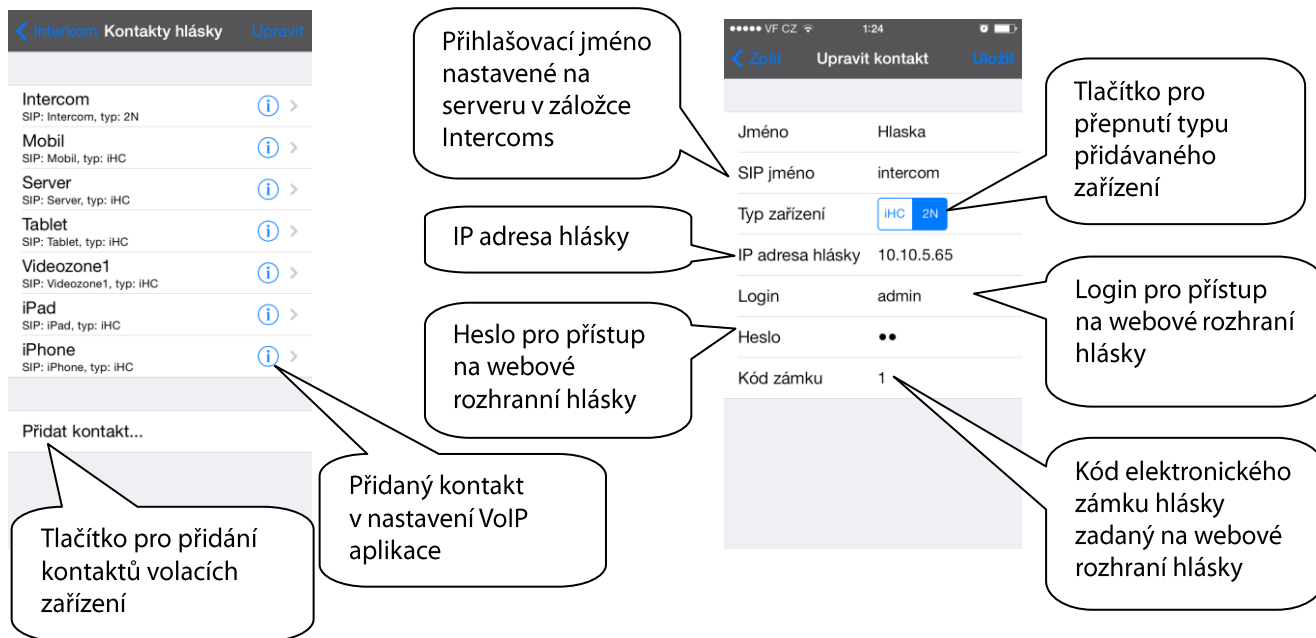 Interkom Kontakty hlásky Upravit
Intercom
SIP: Intercom, typ: 2N
Mobil
SIP: Mobil, typ: iHC
Server
SIP: Server, typ: iHC
Tablet
SIP: Tablet, typ: iHC
Videozone1
SIP: Videozone1, typ: iHC
iPad
SIP: iPad, typ: iHC
iPhone
SIP: iPhone, typ: iHC
Přidat kontakt...
Tlačítko pro přidání
kontaktů volacích
zařízení
Přidaný kontakt
v nastavení VoIP
aplikace
Přihlašovací jméno
nastavené na
serveru v záložce
Intercoms
IP adresa hlásky
Heslo pro přístup
na webové
rozhranní hlásky
VF CZ 1:24
Zpět Upravit kontakt Uložit
Jméno Hlaska
SIP jméno intercom
Typ zařízení iHC 2N
IP adresa hlásky 10.10.5.65
Login admin
Heslo ••
Kód zámku 1
Tlačítko pro
přepnutí typu
přidávaného
zařízení
Login pro přístup
na webové rozhraní
hlásky
Kód elektronického
zámku hlásky
zadaný na webové
rozhraní hlásky